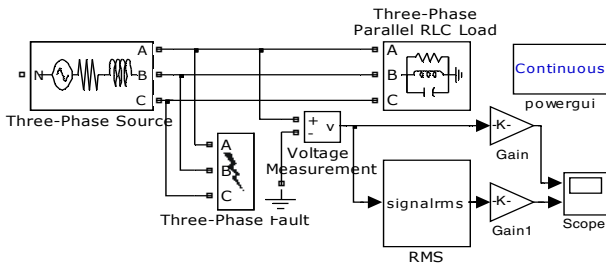 Three-Phase
Parallel RLC Load
A
B
C
A
B
C
N
Three-Phase Source
Continuous
powergui
A
B
C
Three-Phase Fault
+
-
v
Voltage
Measurement
-K-
Gain
signalrms
RMS
-K-
Gain1
Scope